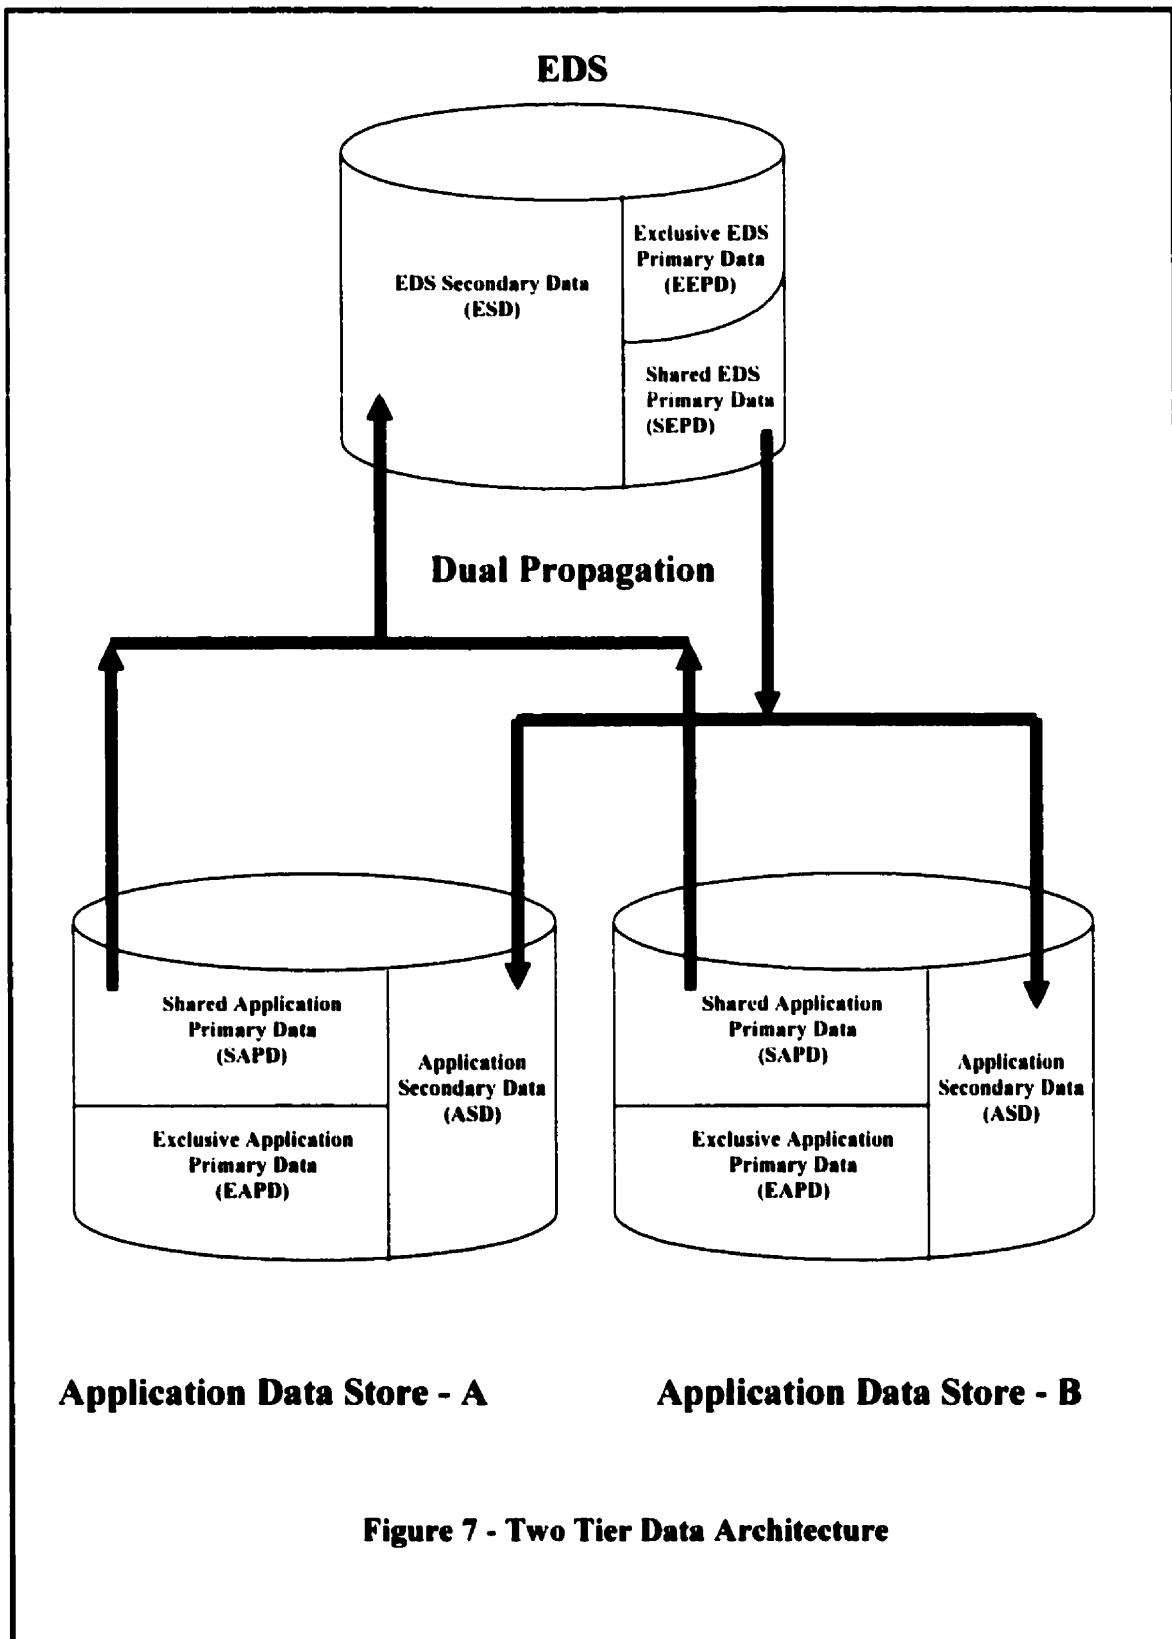 EDS
EDS Secondary Data
(ESD)
Exclusive EDS
Primary Data
(EEPD)
Shared EDS
Primary Data
(SEPD)
Dual Propagation
Shared Application
Primary Data
(SAPD)
Application
Secondary Data
(ASD)
Exclusive Application
Primary Data
(EAPD)
Shared Application
Primary Data
(SAPD)
Application
Secondary Data
(ASD)
Exclusive Application
Primary Data
(EAPD)
Application Data Store - A
Application Data Store - B
Figure 7 - Two Tier Data Architecture